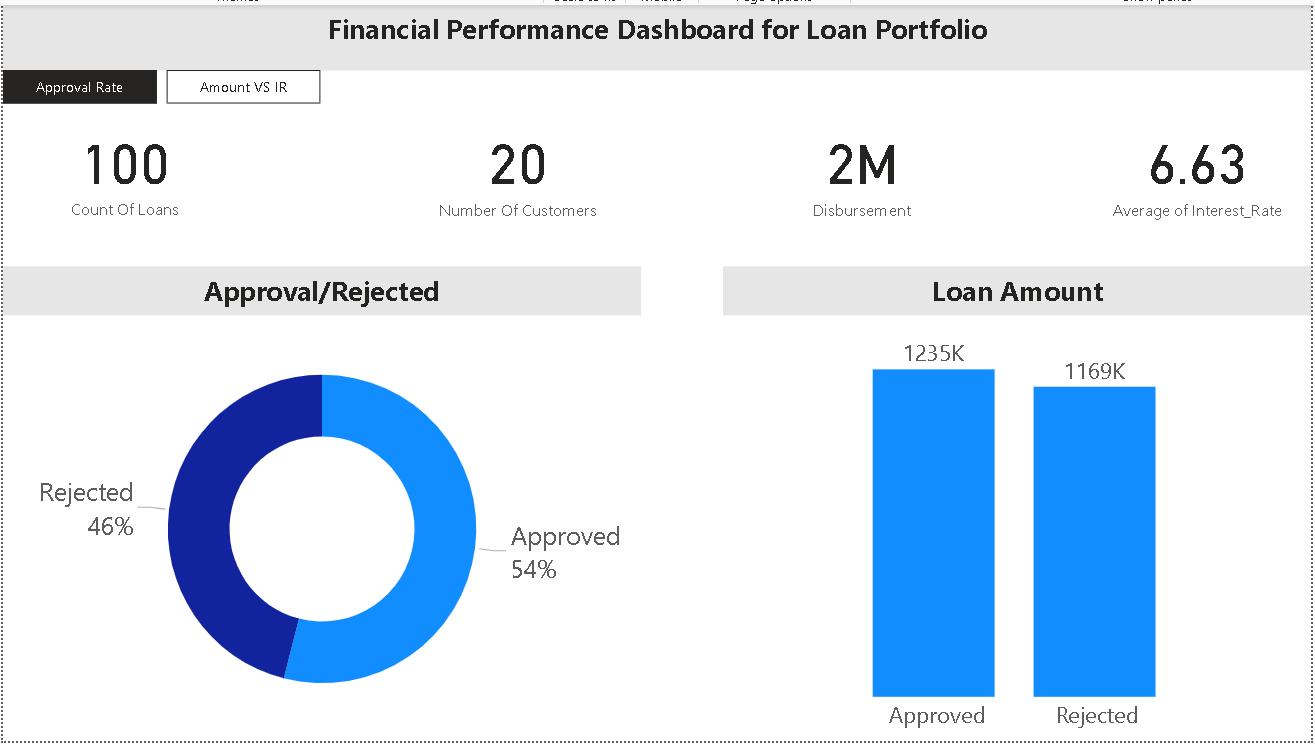 Financial Performance Dashboard for Loan Portfolio
Approval Rate
Amount VS IR
100
Count Of Loans
20
Number Of Customers
2M
Disbursement
6.63
Average of Interest_Rate
Approval/Rejected
Rejected
46%
Approved
54%
Loan Amount
1235K
1169K
Approved
Rejected